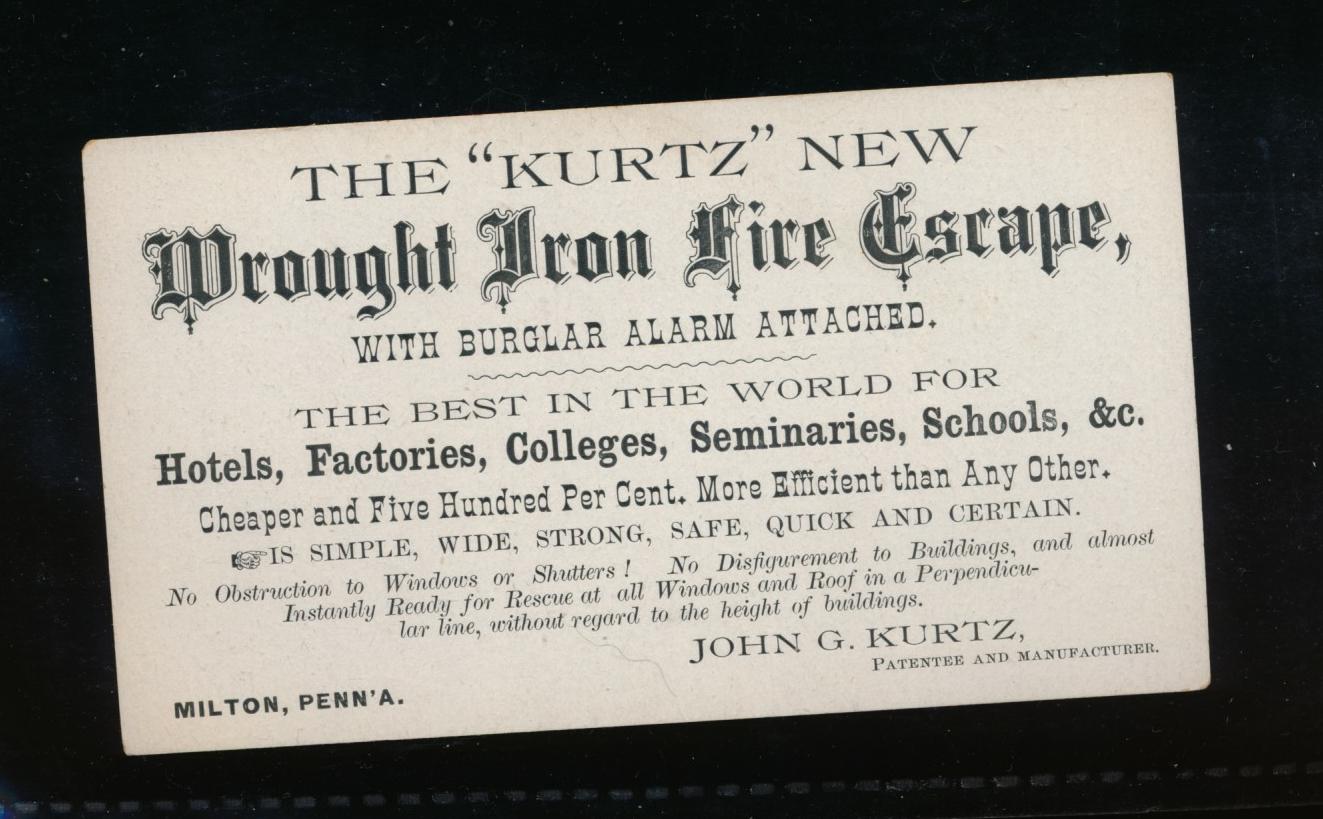 THE “KURTZ” NEW
Wrought Iron Fire Escape,
WITH BURGLAR ALARM ATTACHED.
THE BEST IN THE WORLD FOR
Hotels, Factories, Colleges, Seminaries, Schools, &c.
Cheaper and Five Hundred Per Cent. More Efficient than Any Other.
☞IS SIMPLE, WIDE, STRONG, SAFE, QUICK AND CERTAIN.
No Obstruction to Windows or Shutters! No Disfigurement to Buildings, and almost
Instantly Ready for Rescue at all Windows and Roof in a Perpendicu-
lar line, without regard to the height of buildings.
JOHN G. KURTZ,
PATENTEE AND MANUFACTURER.
MILTON, PENN'A.